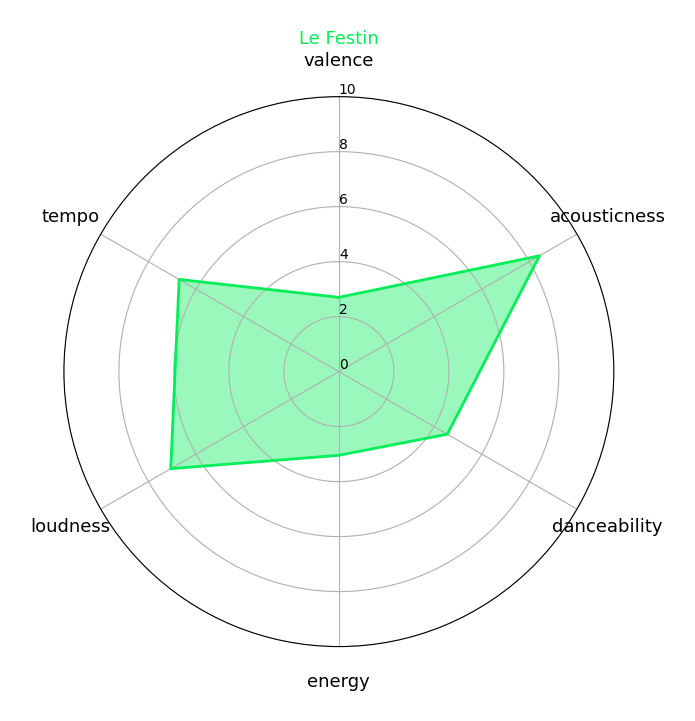 Le Festin
valence
10
8
6
4
2
0
tempo
acousticness
loudness
danceability
energy